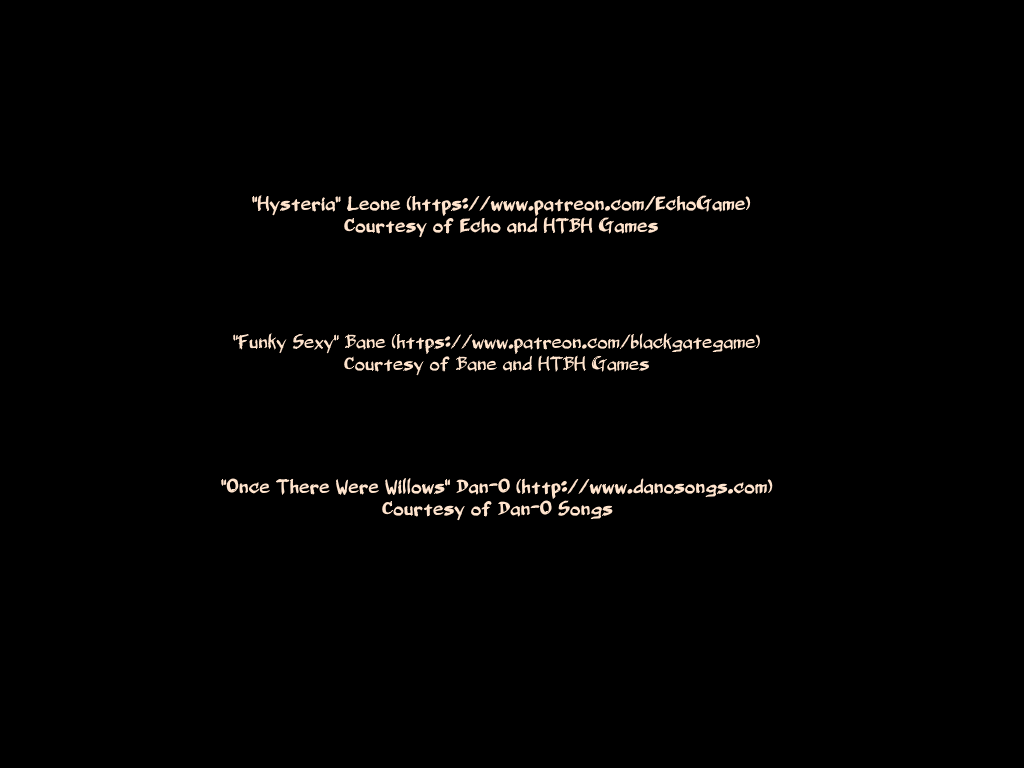 "Hysteria" Leone (https://www.patreon.com/EchoGame)
Courtesy of Echo and HTBH Games
"Funky Sexy" Bane (https://www.patreon.com/blackgategame)
Courtesy of Bane and HTBH Games
"Once There Were Willows" Dan-O (http://www.danosongs.com)
Courtesy of Dan-O Songs